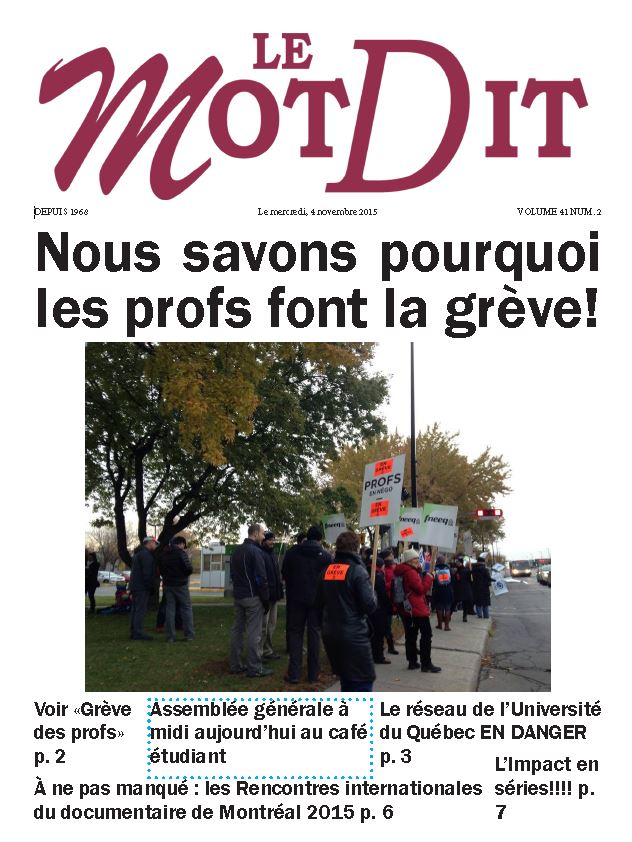 LE
MOT DIT
DEPUIS 1968
Le mercredi, 4 novembre 2015
VOLUME 41 NUM. 2
Nous savons pourquoi
les profs font la grève!
EN GRÈVE
PROFS
EN NÉGO
EN GRÈVE
fneeq
fneeq
EN GRÈVE
Voir «Grève
des profs»
p. 2
Assemblée générale à
midi aujourd'hui au café
étudiant
Le réseau de l'Université
du Québec EN DANGER
p. 3
L'Impact en
séries!!!! p.
7
À ne pas manqué : les Rencontres internationales
du documentaire de Montréal 2015 p. 6